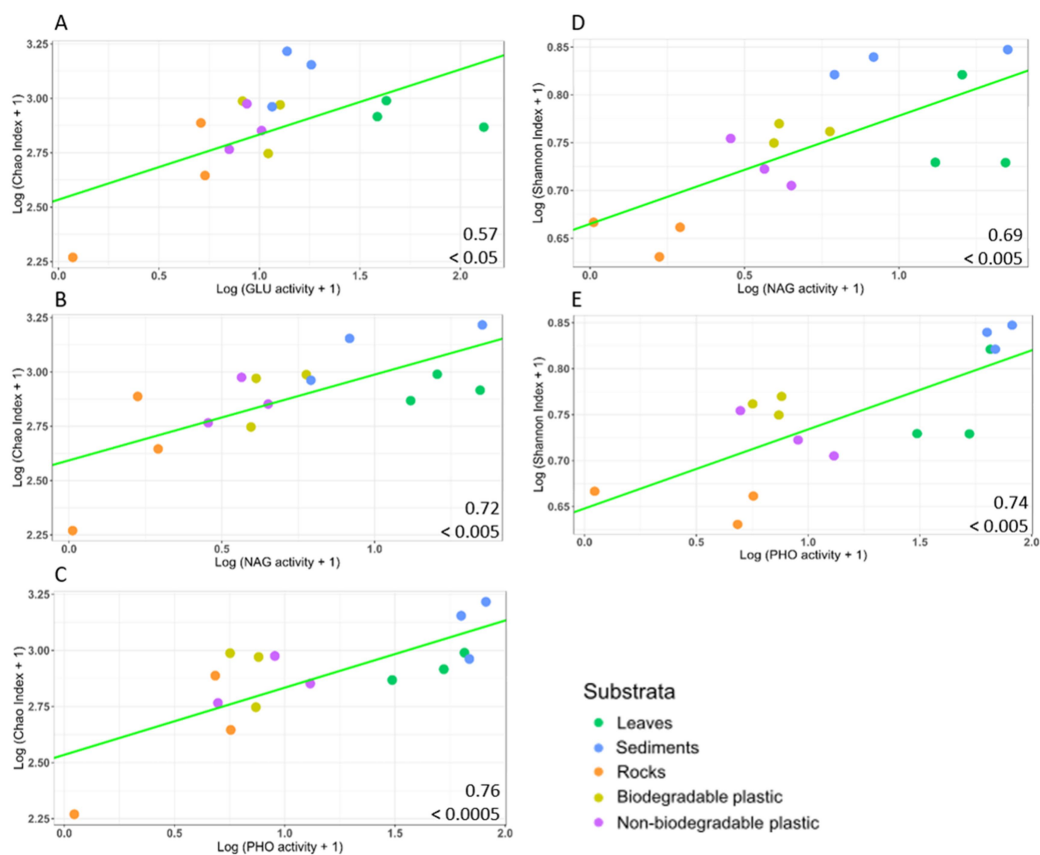 A
3.25
3.00
2.75
2.50
2.25
Log (Chao Index + 1)
0.57
< 0.05
0.0 0.5 1.0 1.5 2.0
Log (GLU activity + 1)
B
3.25
3.00
2.75
2.50
2.25
Log (Chao Index + 1)
0.72
< 0.005
0.0 0.5 1.0
Log (NAG activity + 1)
C
3.25
3.00
2.75
2.50
2.25
Log (Chao Index + 1)
0.76
< 0.0005
0.0 0.5 1.0 1.5 2.0
Log (PHO activity + 1)
D
0.85
0.80
0.75
0.70
0.65
Log (Shannon Index + 1)
0.69
< 0.005
0.0 0.5 1.0
Log (NAG activity + 1)
E
0.85
0.80
0.75
0.70
0.65
Log (Shannon Index + 1)
0.74
< 0.005
0.0 0.5 1.0 1.5 2.0
Log (PHO activity + 1)
Substrata
Leaves
Sediments
Rocks
Biodegradable plastic
Non-biodegradable plastic